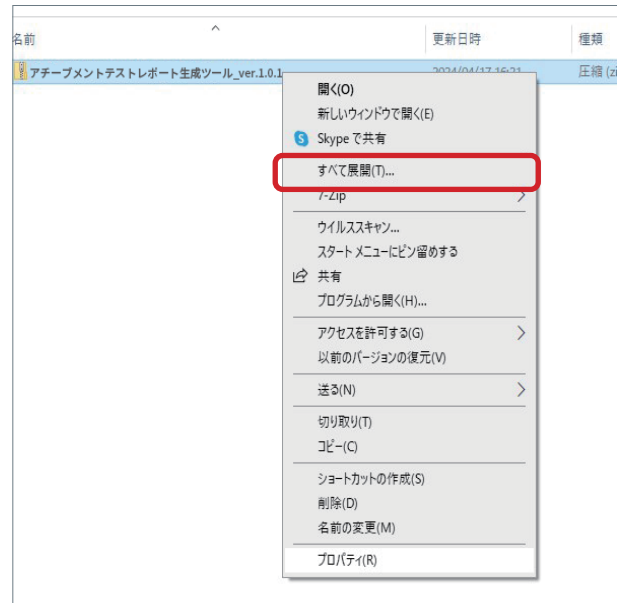 名前 更新日時 種類
アチーブメントテストレポート生成ツール_ver.1.0.1 2024/04/17 16:21 圧縮 (zi
開く(O)
新しいウィンドウで開く(E)
Skype で共有
すべて展開(T)...
7-Zip
ウイルススキャン...
スタート メニューにピン留めする
共有
プログラムから開く(H)...
アクセスを許可する(G)
以前のバージョンの復元(V)
送る(N)
切り取り(T)
コピー(C)
ショートカットの作成(S)
削除(D)
名前の変更(M)
プロパティ(R)